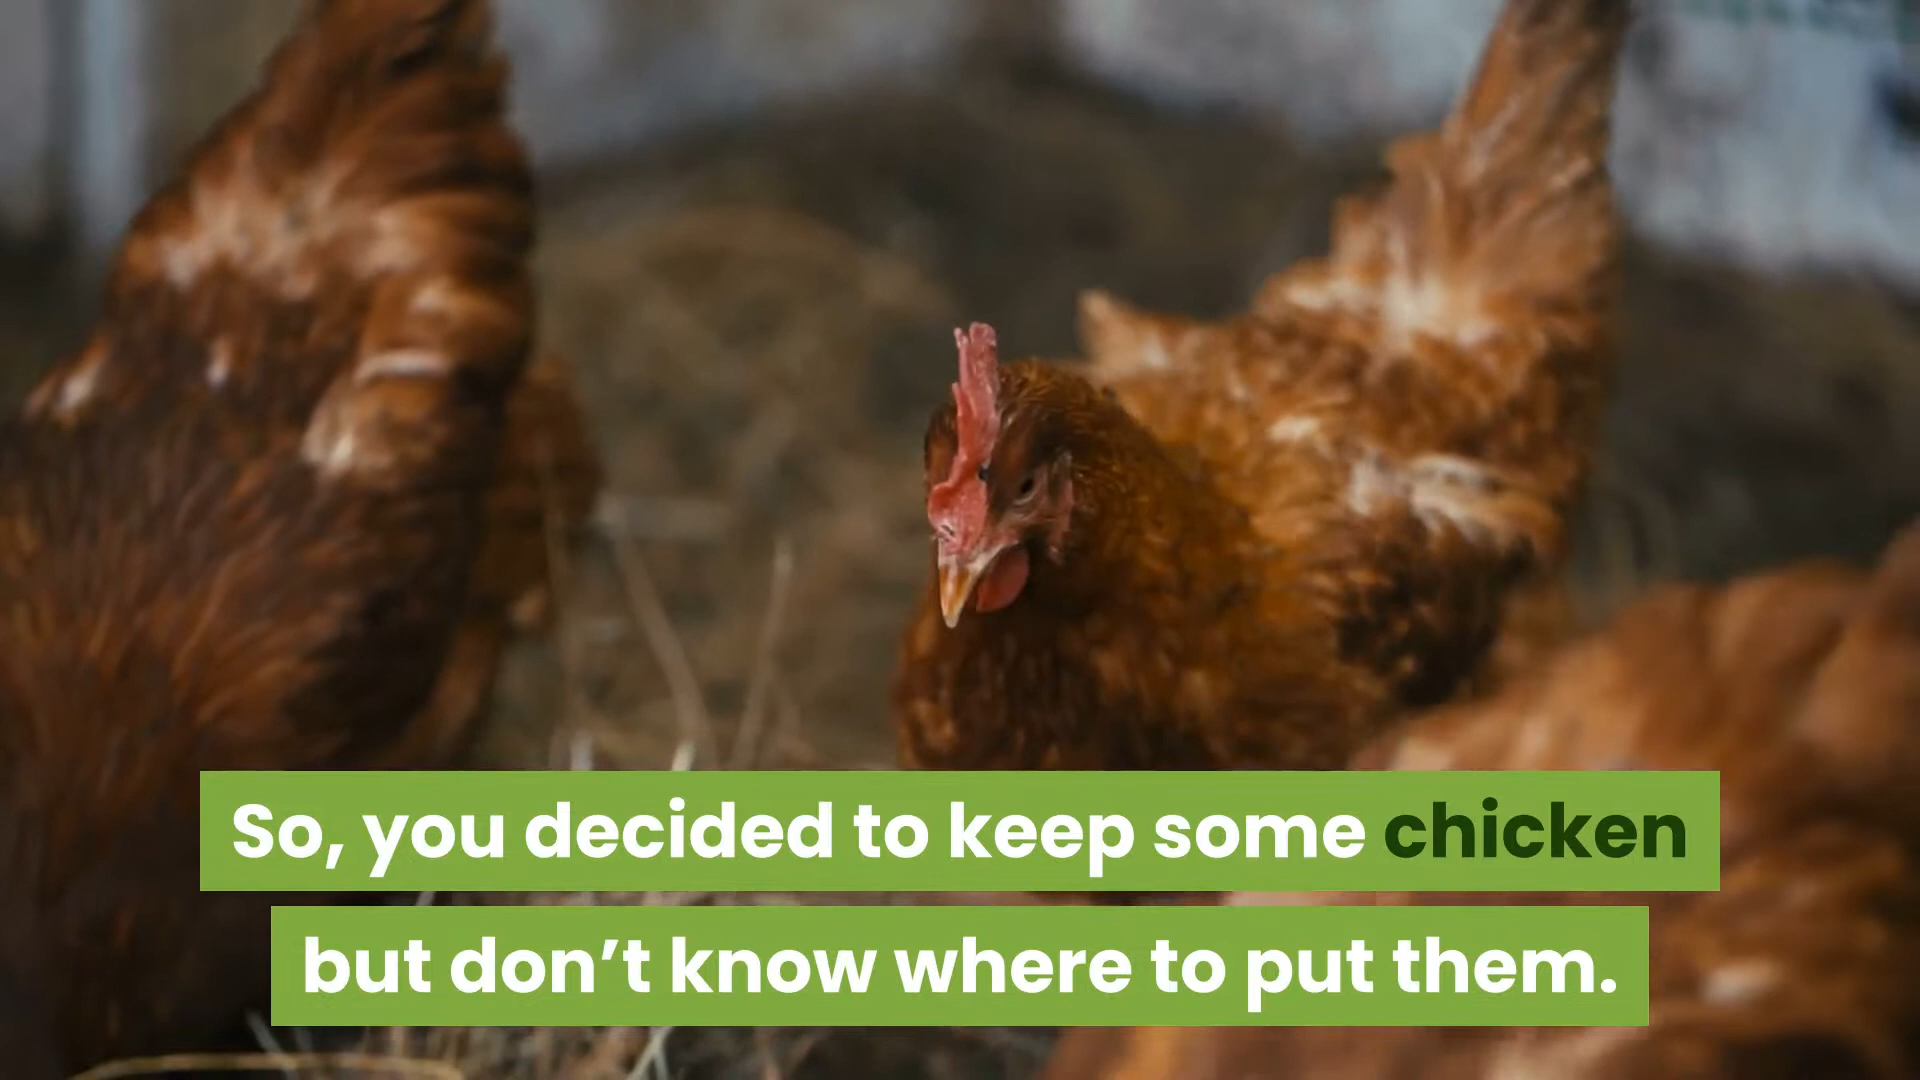 So, you decided to keep some chicken
but don’t know where to put them.